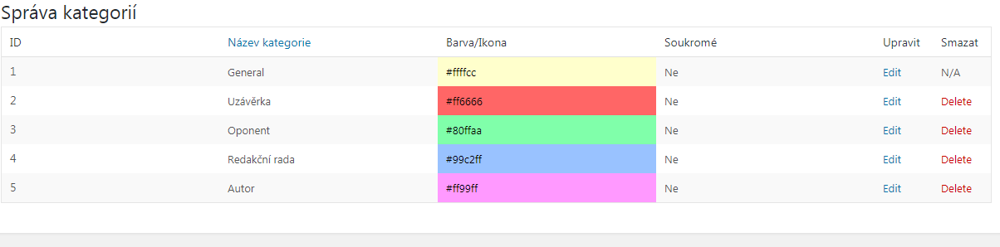 Správa kategorií
ID Název kategorie Barva/Ikona Soukromé Upravit Smazat
1 General #ffffcc Ne Edit N/A
2 Uzávěrka #ff6666 Ne Edit Delete
3 Oponent #80ffaa Ne Edit Delete
4 Redakční rada #99c2ff Ne Edit Delete
5 Autor #ff99ff Ne Edit Delete